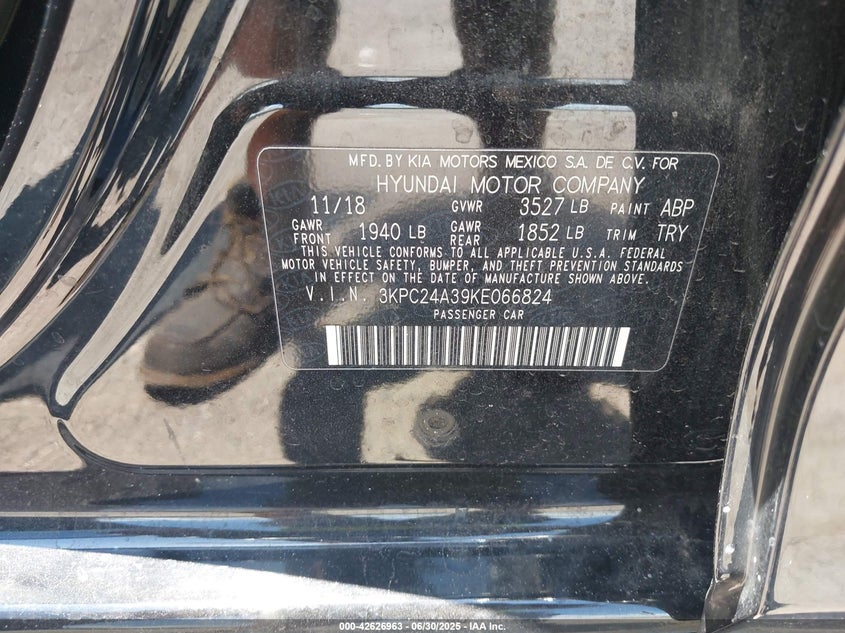 MFD. BY KIA MOTORS MEXICO S.A. DE C.V. FOR
HYUNDAI MOTOR COMPANY
11/18 GVWR 3527 LB PAINT ABP
GAWR FRONT 1940 LB GAWR REAR 1852 LB TRIM TRY
THIS VEHICLE CONFORMS TO ALL APPLICABLE U.S.A. FEDERAL
MOTOR VEHICLE SAFETY, BUMPER, AND THEFT PREVENTION STANDARDS
IN EFFECT ON THE DATE OF MANUFACTURE SHOWN ABOVE.
V.I.N. 3KPC24A39KE066824
PASSENGER CAR
000-42626963 - 06/30/2025 - IAA Inc.